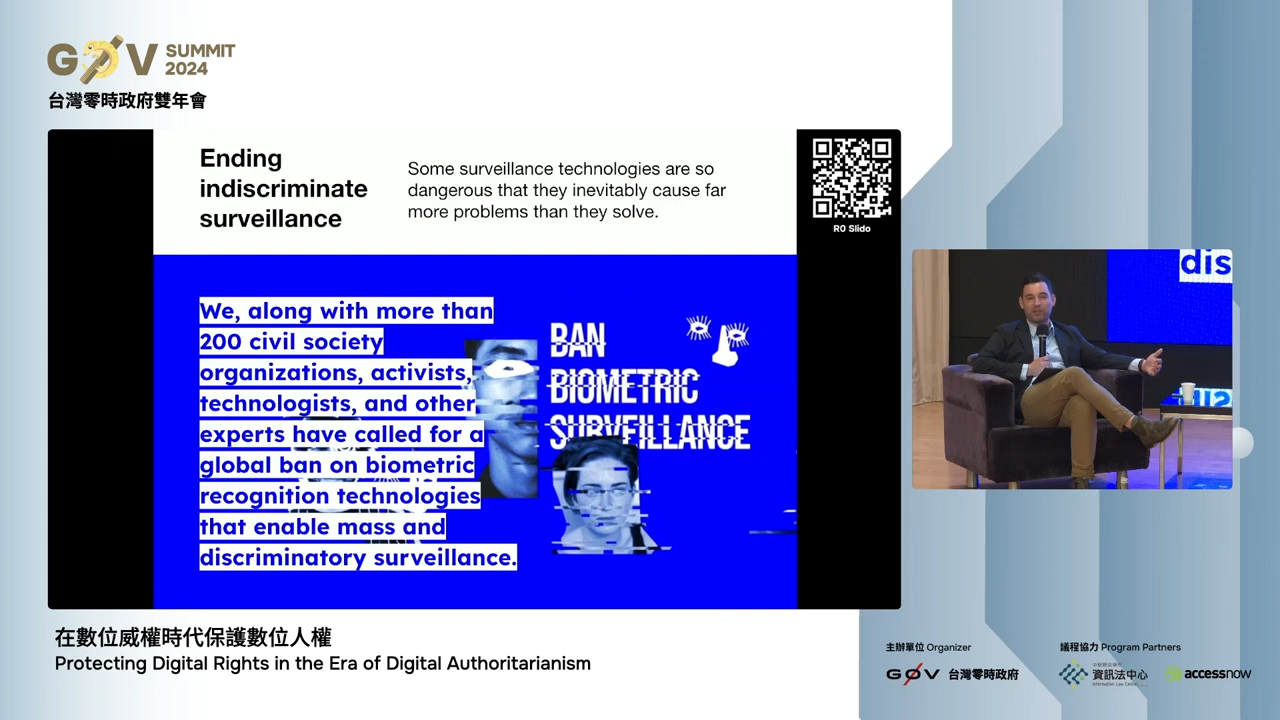 GØV SUMMIT
2024
台灣零時政府雙年會
Ending
indiscriminate
surveillance
Some surveillance technologies are so
dangerous that they inevitably cause far
more problems than they solve.
R0 Slido
We, along with more than
200 civil society
organizations, activists,
technologists, and other
experts have called for a
global ban on biometric
recognition technologies
that enable mass and
discriminatory surveillance.
BAN
BIOMETRIC
SURVEILLANCE
dis
在數位威權時代保護數位人權
Protecting Digital Rights in the Era of Digital Authoritarianism
主辦單位 Organizer
GØV 台灣零時政府
議程協力 Program Partners
資訊法中心
Information Law Center
accessnow